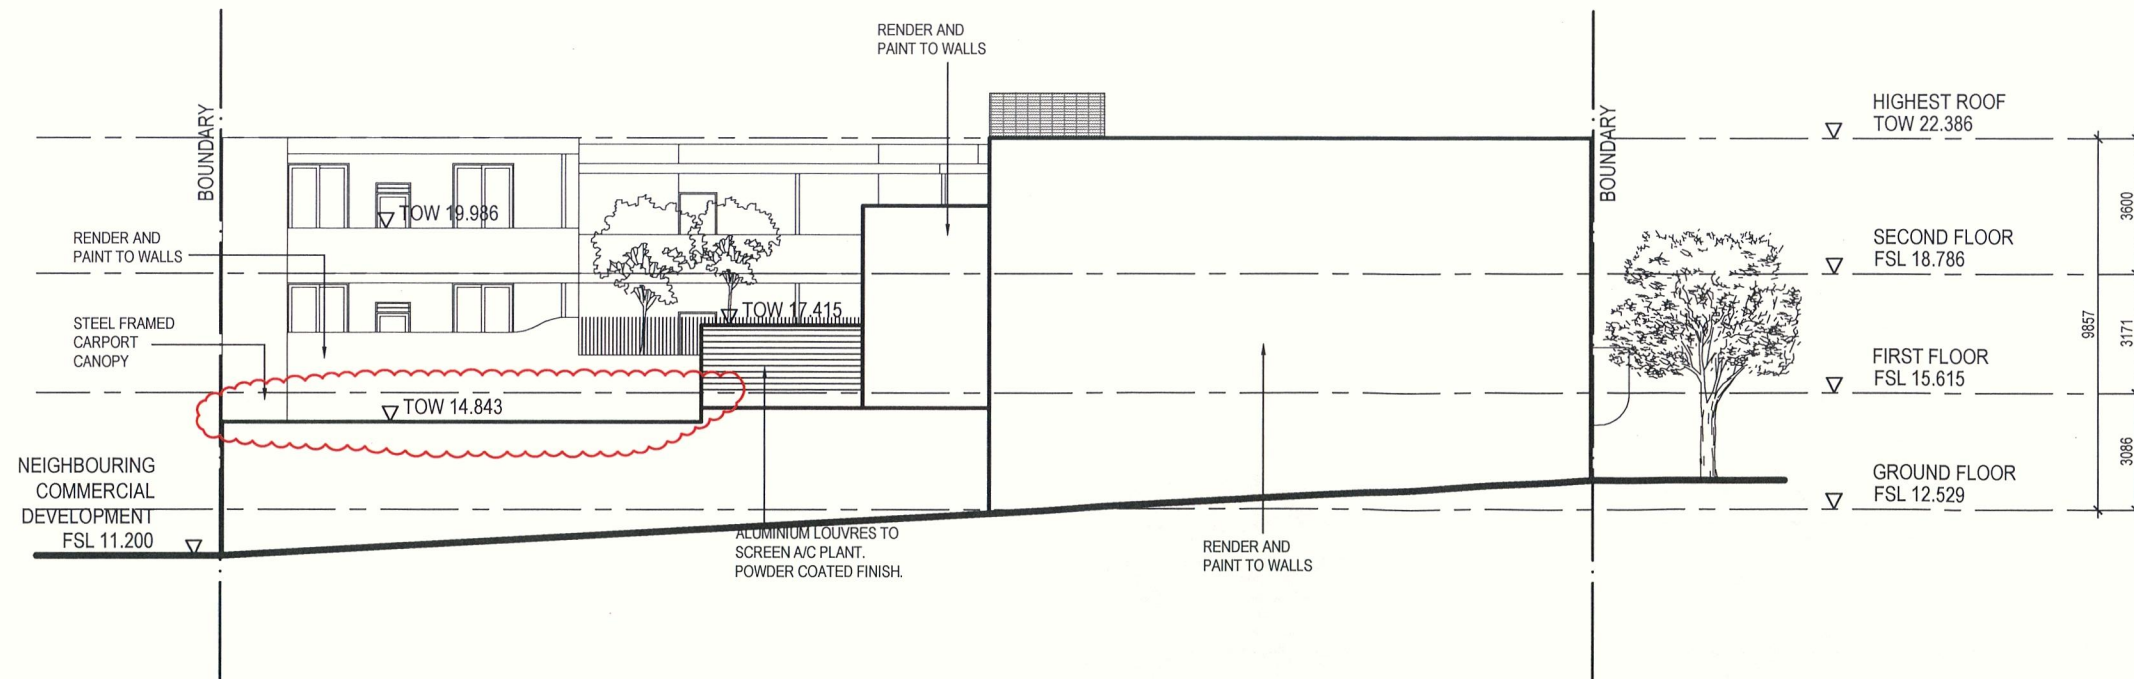 RENDER AND
PAINT TO WALLS
BOUNDARY
BOUNDARY
HIGHEST ROOF
TOW 22.386
TOW 19.986
3600
RENDER AND
PAINT TO WALLS
SECOND FLOOR
FSL 18.786
TOW 17.415
STEEL FRAMED
CARPORT
CANOPY
9857
3171
FIRST FLOOR
FSL 15.615
TOW 14.843
3086
NEIGHBOURING
COMMERCIAL
DEVELOPMENT
FSL 11.200
GROUND FLOOR
FSL 12.529
ALUMINIUM LOUVRES TO
SCREEN A/C PLANT.
POWDER COATED FINISH.
RENDER AND
PAINT TO WALLS